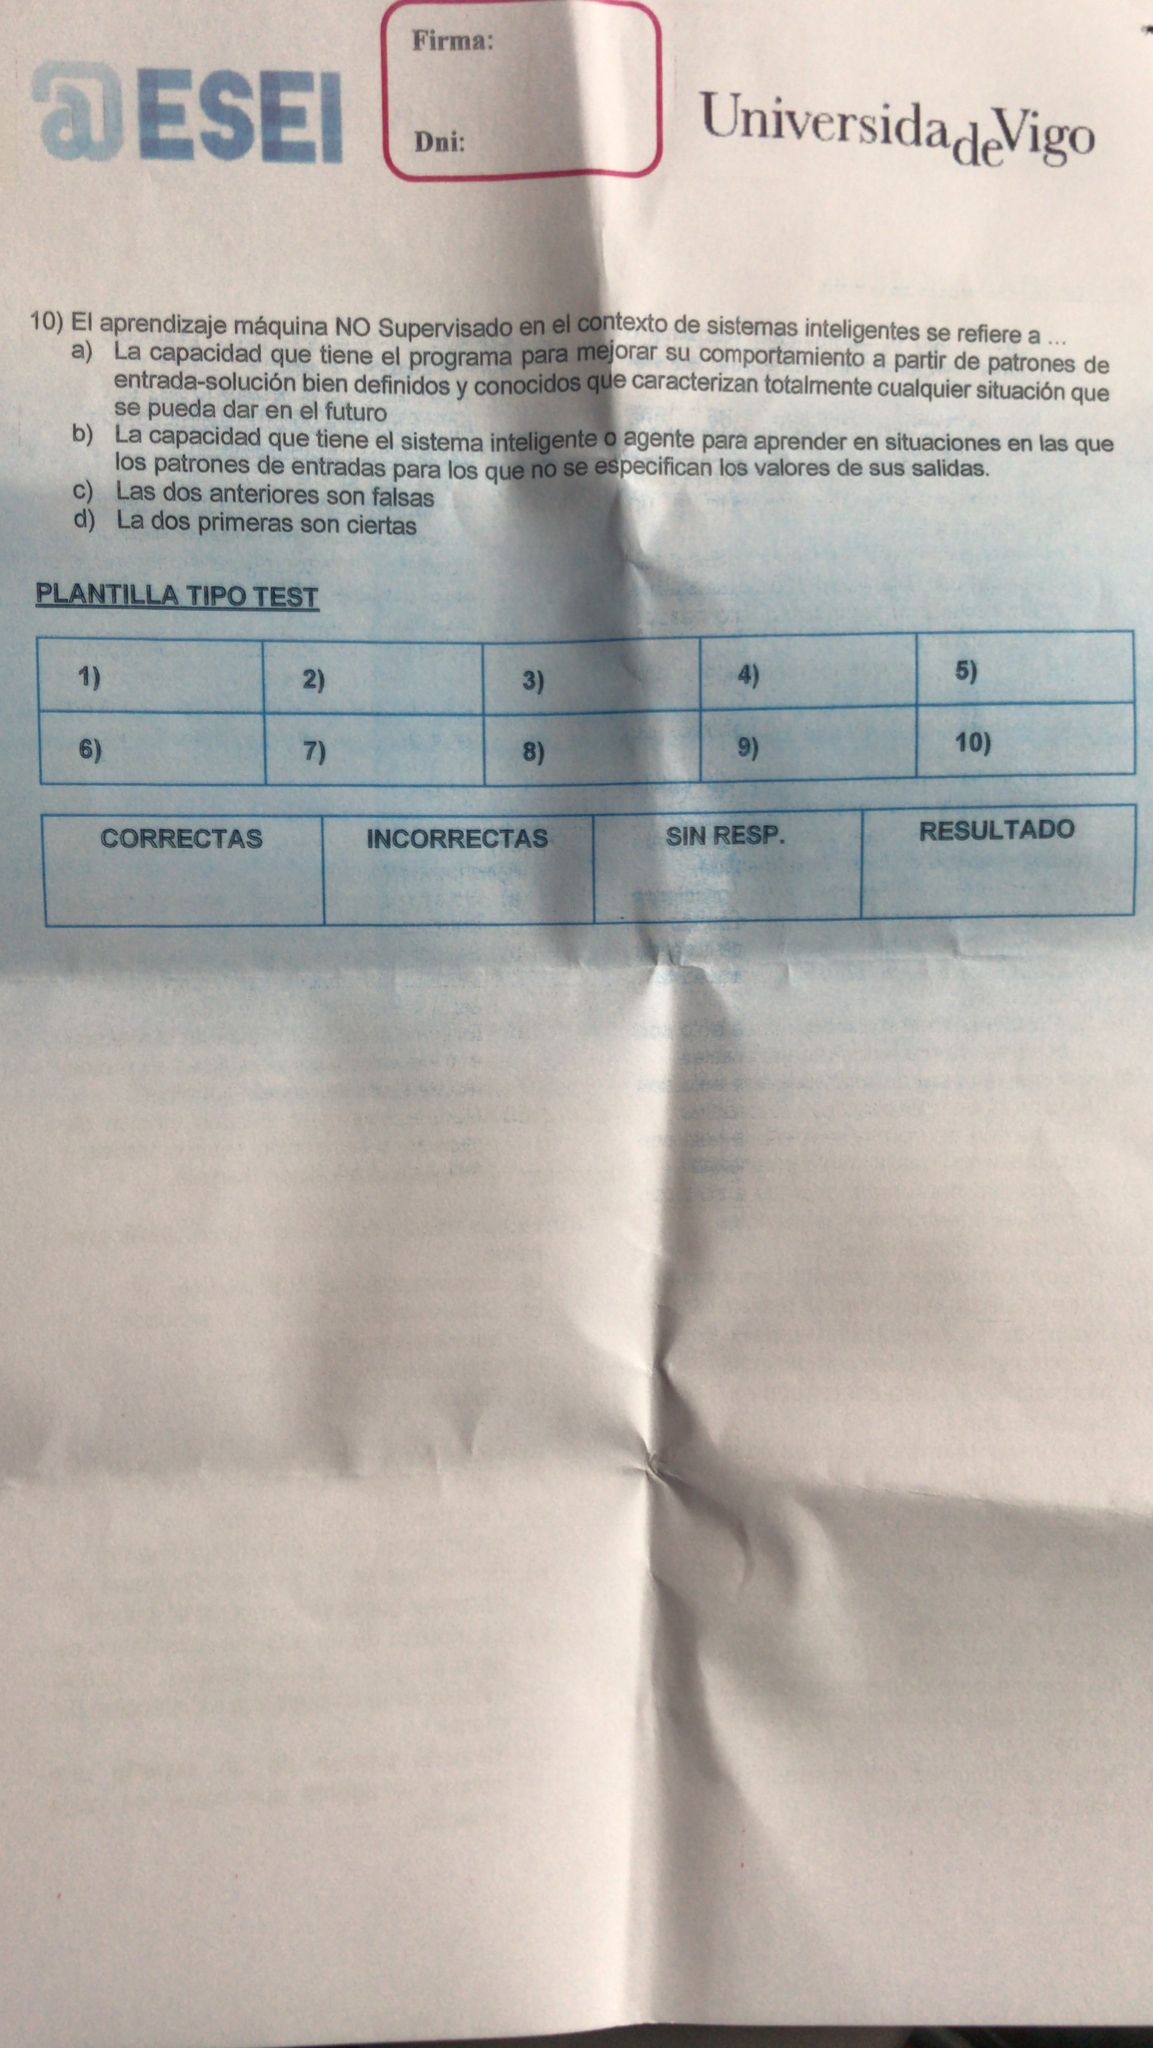 @ESEI
Firma:
Dni:
UniversidadeVigo
10) El aprendizaje máquina NO Supervisado en el contexto de sistemas inteligentes se refiere a ...
a) La capacidad que tiene el programa para mejorar su comportamiento a partir de patrones de
entrada-solución bien definidos y conocidos que caracterizan totalmente cualquier situación que
se pueda dar en el futuro
b) La capacidad que tiene el sistema inteligente o agente para aprender en situaciones en las que
los patrones de entradas para los que no se especifican los valores de sus salidas.
c) Las dos anteriores son falsas
d) La dos primeras son ciertas
PLANTILLA TIPO TEST
1) 2) 3) 4) 5)
6) 7) 8) 9) 10)
CORRECTAS INCORRECTAS SIN RESP. RESULTADO